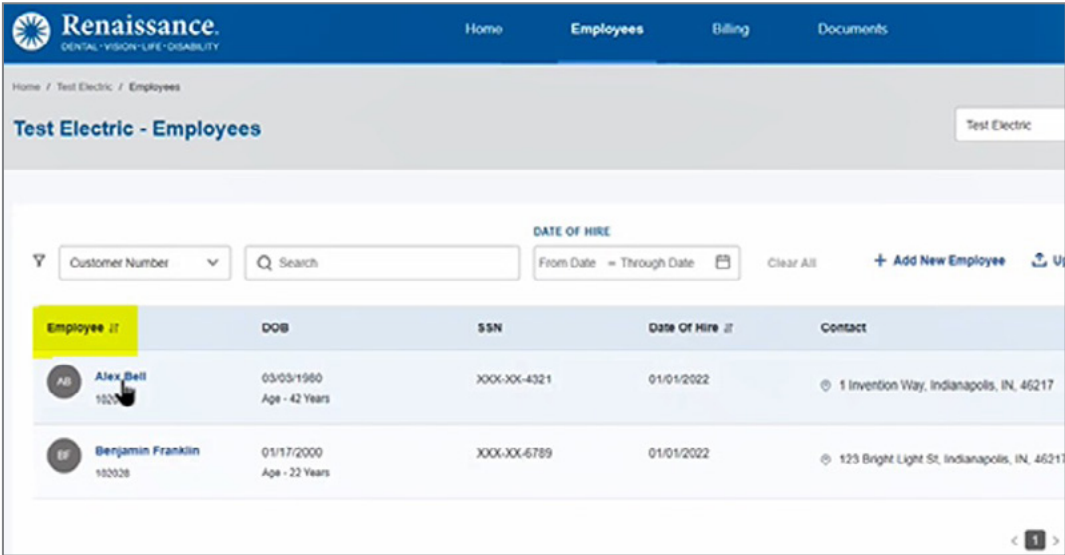 Renaissance.
DENTAL·VISION·LIFE·DISABILITY
Home Employees Billing Documents
Home / Test Electric / Employees
Test Electric - Employees
Test Electric
DATE OF HIRE
Customer Number Search From Date – Through Date Clear All + Add New Employee
Employee DOB SSN Date Of Hire Contact
AB Alex Bell 03/03/1980 XXX-XX-4321 01/01/2022 1 Invention Way, Indianapolis, IN, 46217
Age - 42 Years
BF Benjamin Franklin 01/17/2000 XXX-XX-6789 01/01/2022 123 Bright Light St, Indianapolis, IN, 46217
102028 Age - 22 Years
< 1 >